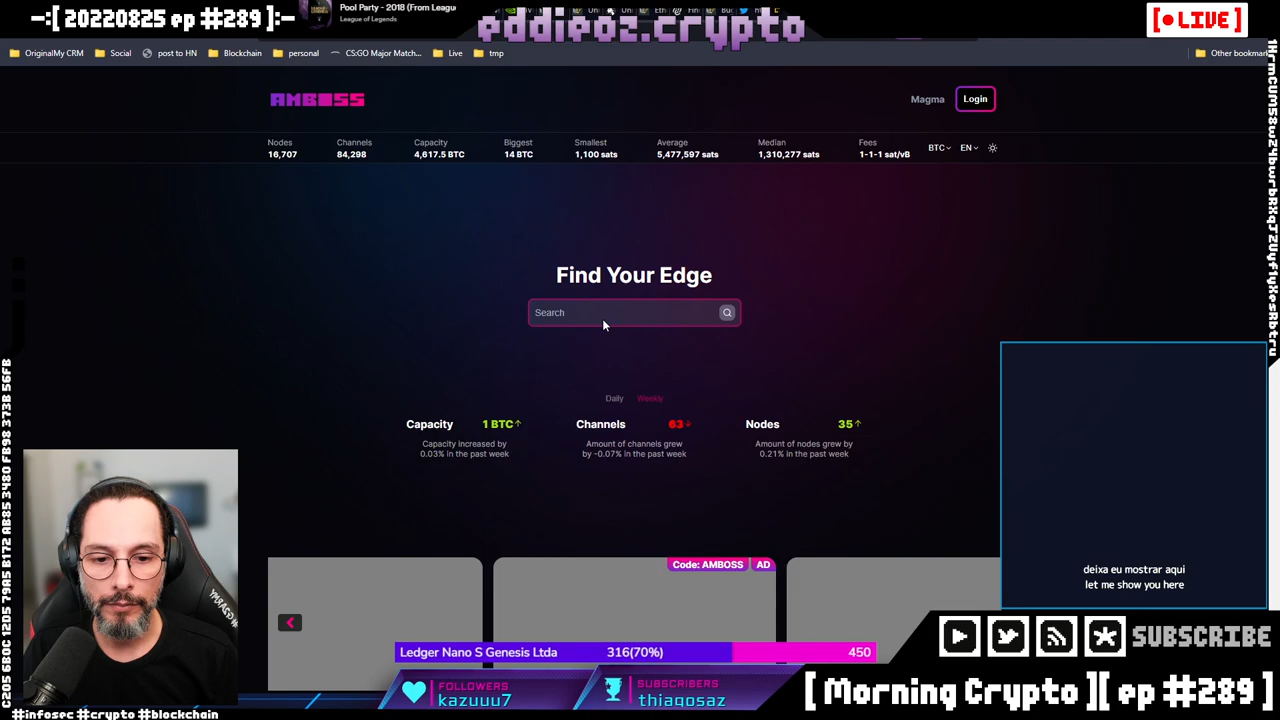 -:[ 20220825 ep #289 ]:-
Pool Party - 2018 (From Leagu
League of Legends
eddieoz.crypto
[ LIVE ]
OriginalMy CRM
Social
post to HN
Blockchain
personal
CS:GO Major Match...
Live
tmp
Other bookmar
AMBOSS
Magma
Login
Nodes
16,707
Channels
84,298
Capacity
4,617.5 BTC
Biggest
14 BTC
Smallest
1,100 sats
Average
5,477,597 sats
Median
1,310,277 sats
Fees
1-1-1 sat/vB
BTC
EN
Find Your Edge
Search
Daily
Weekly
Capacity 1 BTC↑
Capacity increased by
0.03% in the past week
Channels 63↓
Amount of channels grew
by -0.07% in the past week
Nodes 35↑
Amount of nodes grew by
0.21% in the past week
Code: AMBOSS
AD
deixa eu mostrar aqui
let me show you here
Ledger Nano S Genesis Ltda 316(70%) 450
FOLLOWERS
kazuuu7
SUBSCRIBERS
thiagosaz
SUBSCRIBE
[ Morning Crypto ][ ep #289 ]
#infosec #crypto #blockchain